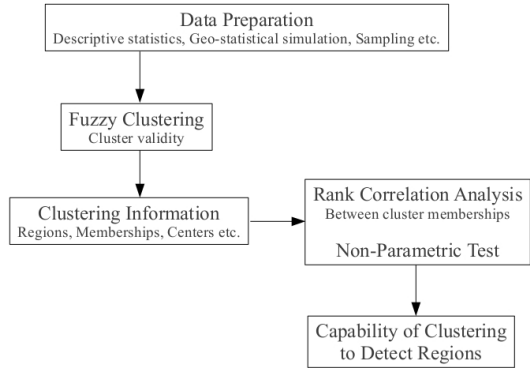 Data Preparation
Descriptive statistics, Geo-statistical simulation, Sampling etc.
Fuzzy Clustering
Cluster validity
Clustering Information
Regions, Memberships, Centers etc.
Rank Correlation Analysis
Between cluster memberships
Non-Parametric Test
Capability of Clustering
to Detect Regions